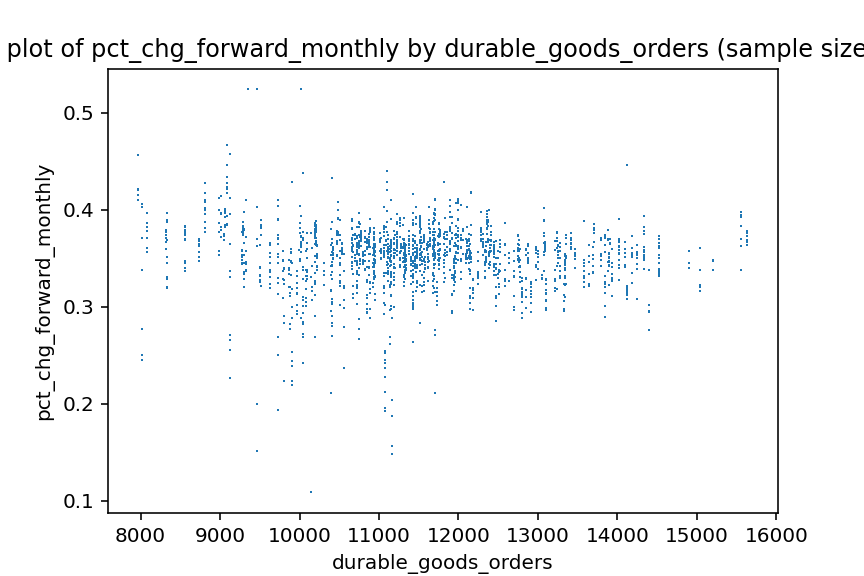 plot of pct_chg_forward_monthly by durable_goods_orders (sample size
0.5
0.4
0.3
0.2
0.1
pct_chg_forward_monthly
8000 9000 10000 11000 12000 13000 14000 15000 16000
durable_goods_orders